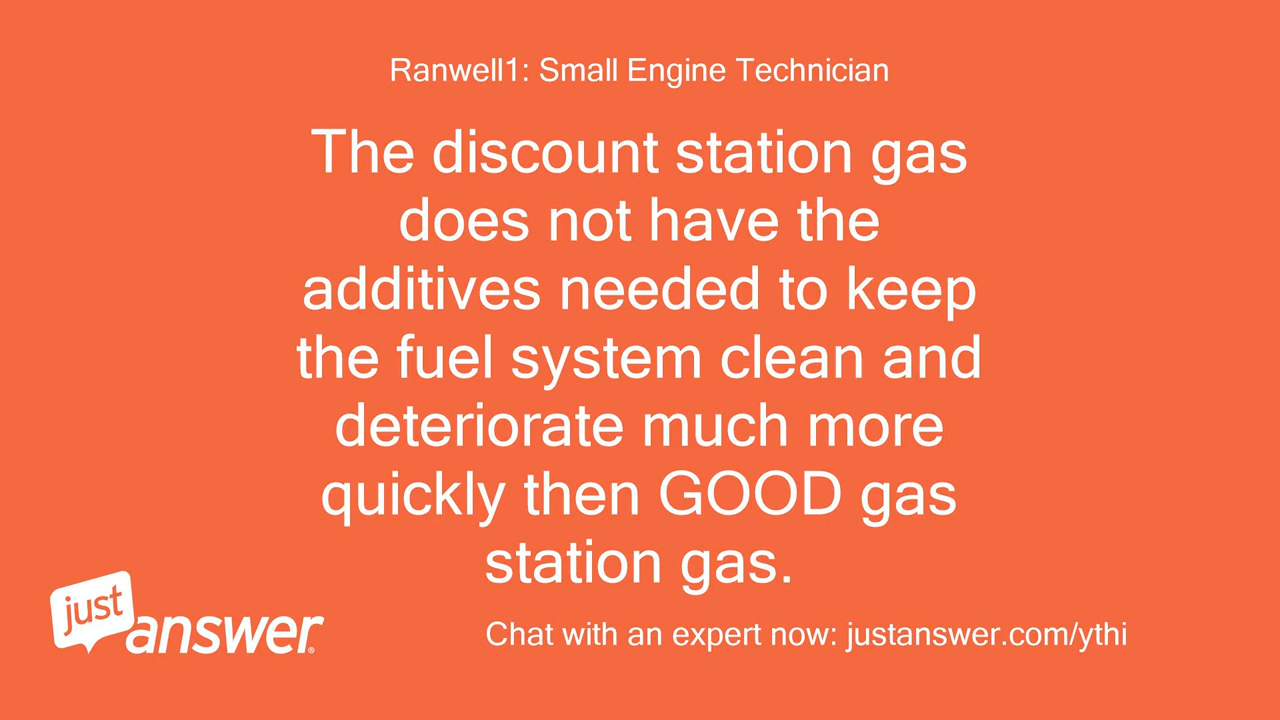 Ranwell1: Small Engine Technician
The discount station gas
does not have the
additives needed to keep
the fuel system clean and
deteriorate much more
quickly then GOOD gas
station gas.
just
answer®
Chat with an expert now: justanswer.com/ythi